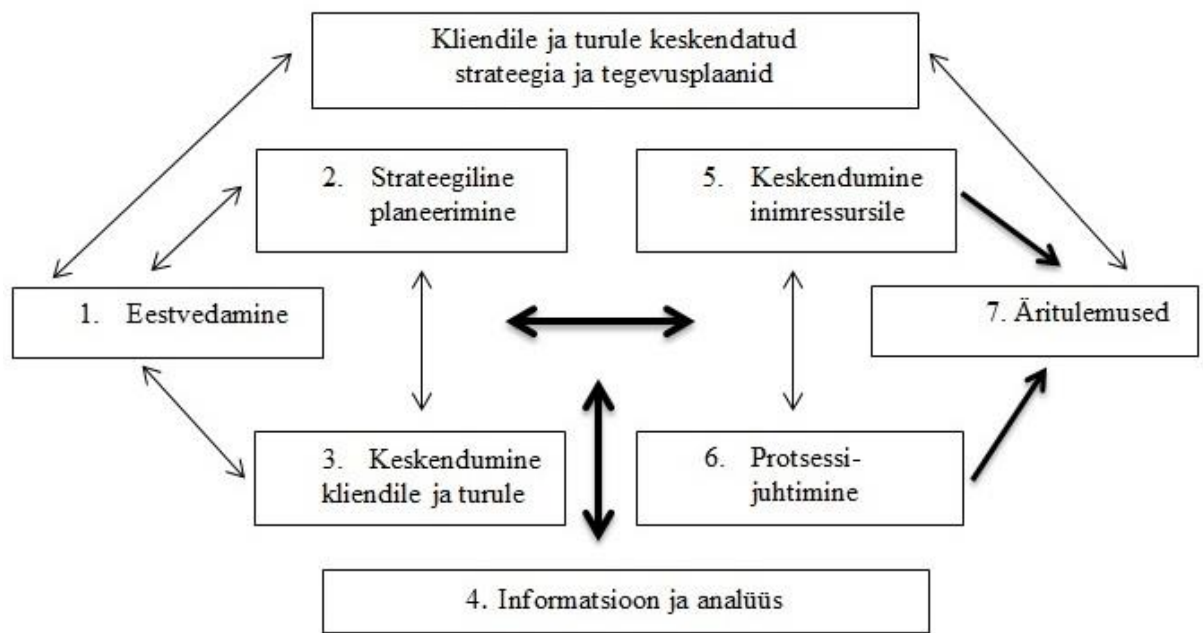 Kliendile ja turule keskendatud
strateegia ja tegevusplaanid
2. Strateegiline
planeerimine
5. Keskendumine
inimressursile
1. Eestvedamine
7. Äritulemused
3. Keskendumine
kliendile ja turule
6. Protsessi-
juhtimine
4. Informatsioon ja analüüs